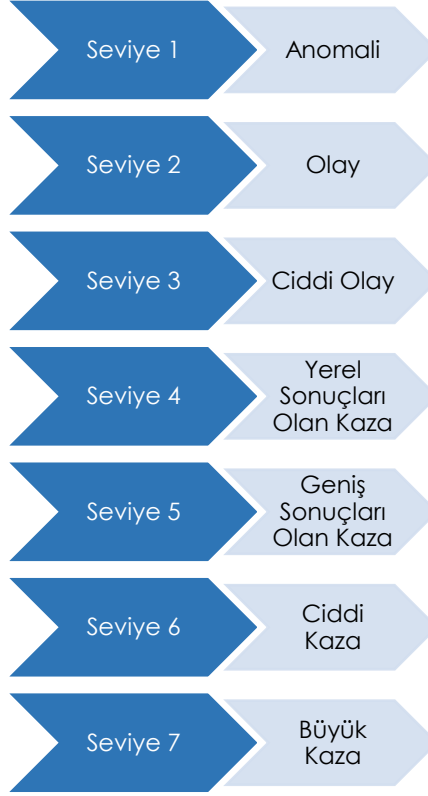 Seviye 1
Anomali
Seviye 2
Olay
Seviye 3
Ciddi Olay
Seviye 4
Yerel
Sonuçları
Olan Kaza
Seviye 5
Geniş
Sonuçları
Olan Kaza
Seviye 6
Ciddi
Kaza
Seviye 7
Büyük
Kaza